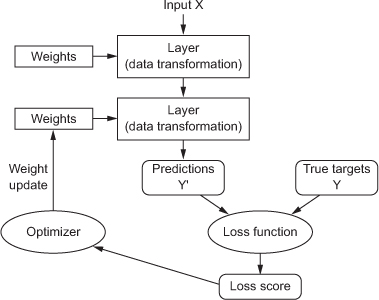 Input X
Weights
Layer
(data transformation)
Weights
Layer
(data transformation)
Weight
update
Predictions
Y'
True targets
Y
Optimizer
Loss function
Loss score